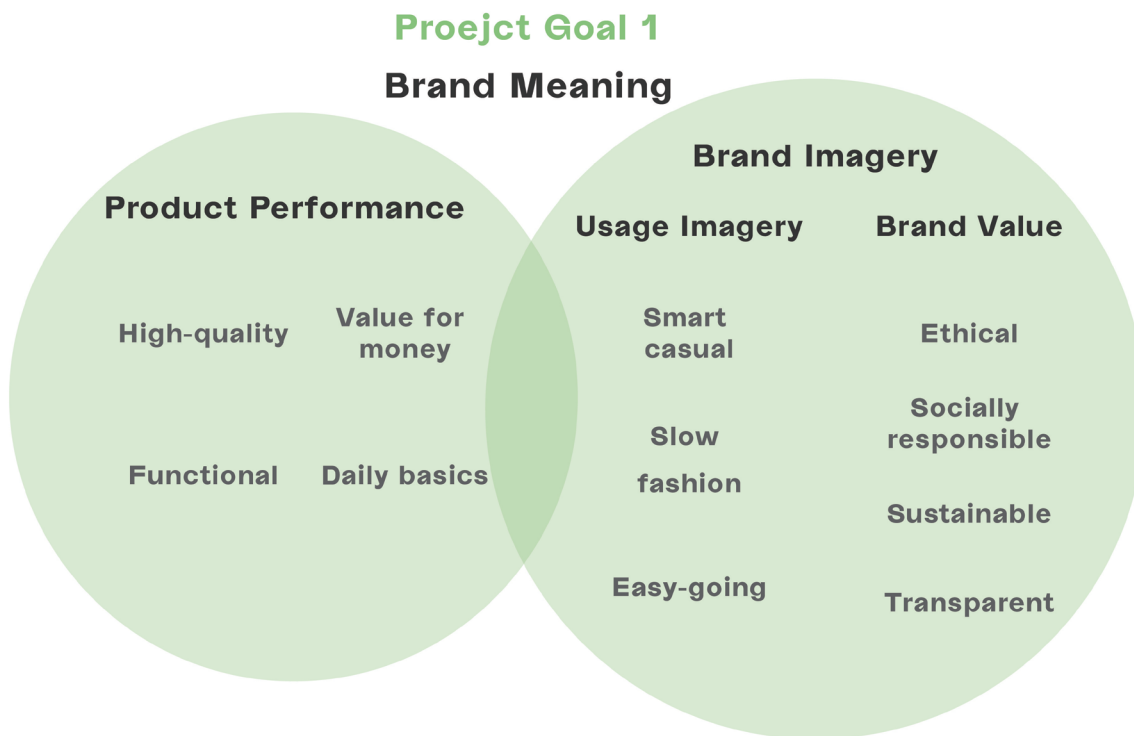 Proejct Goal 1
Brand Meaning
Product Performance
High-quality
Value for
money
Functional
Daily basics
Brand Imagery
Usage Imagery
Smart
casual
Slow
fashion
Easy-going
Brand Value
Ethical
Socially
responsible
Sustainable
Transparent